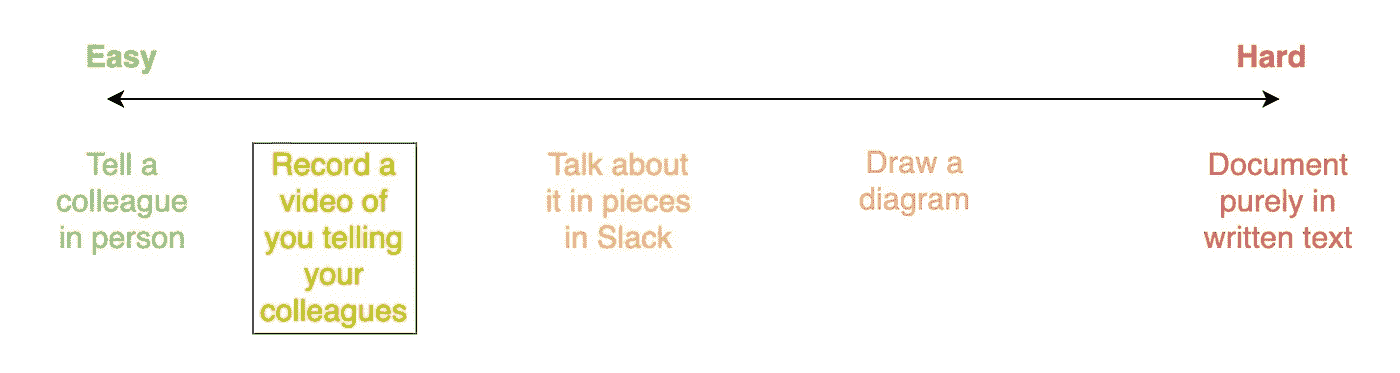 Easy
Hard
Tell a
colleague
in person
Record a
video of
you telling
your
colleagues
Talk about
it in pieces
in Slack
Draw a
diagram
Document
purely in
written text